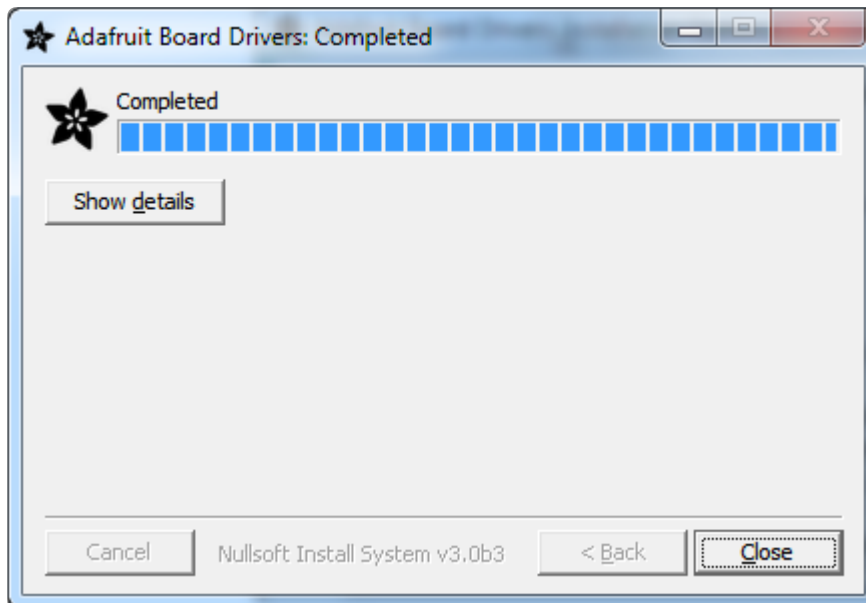 Adafruit Board Drivers: Completed
Completed
Show details
Cancel
Nullsoft Install System v3.0b3
< Back
Close